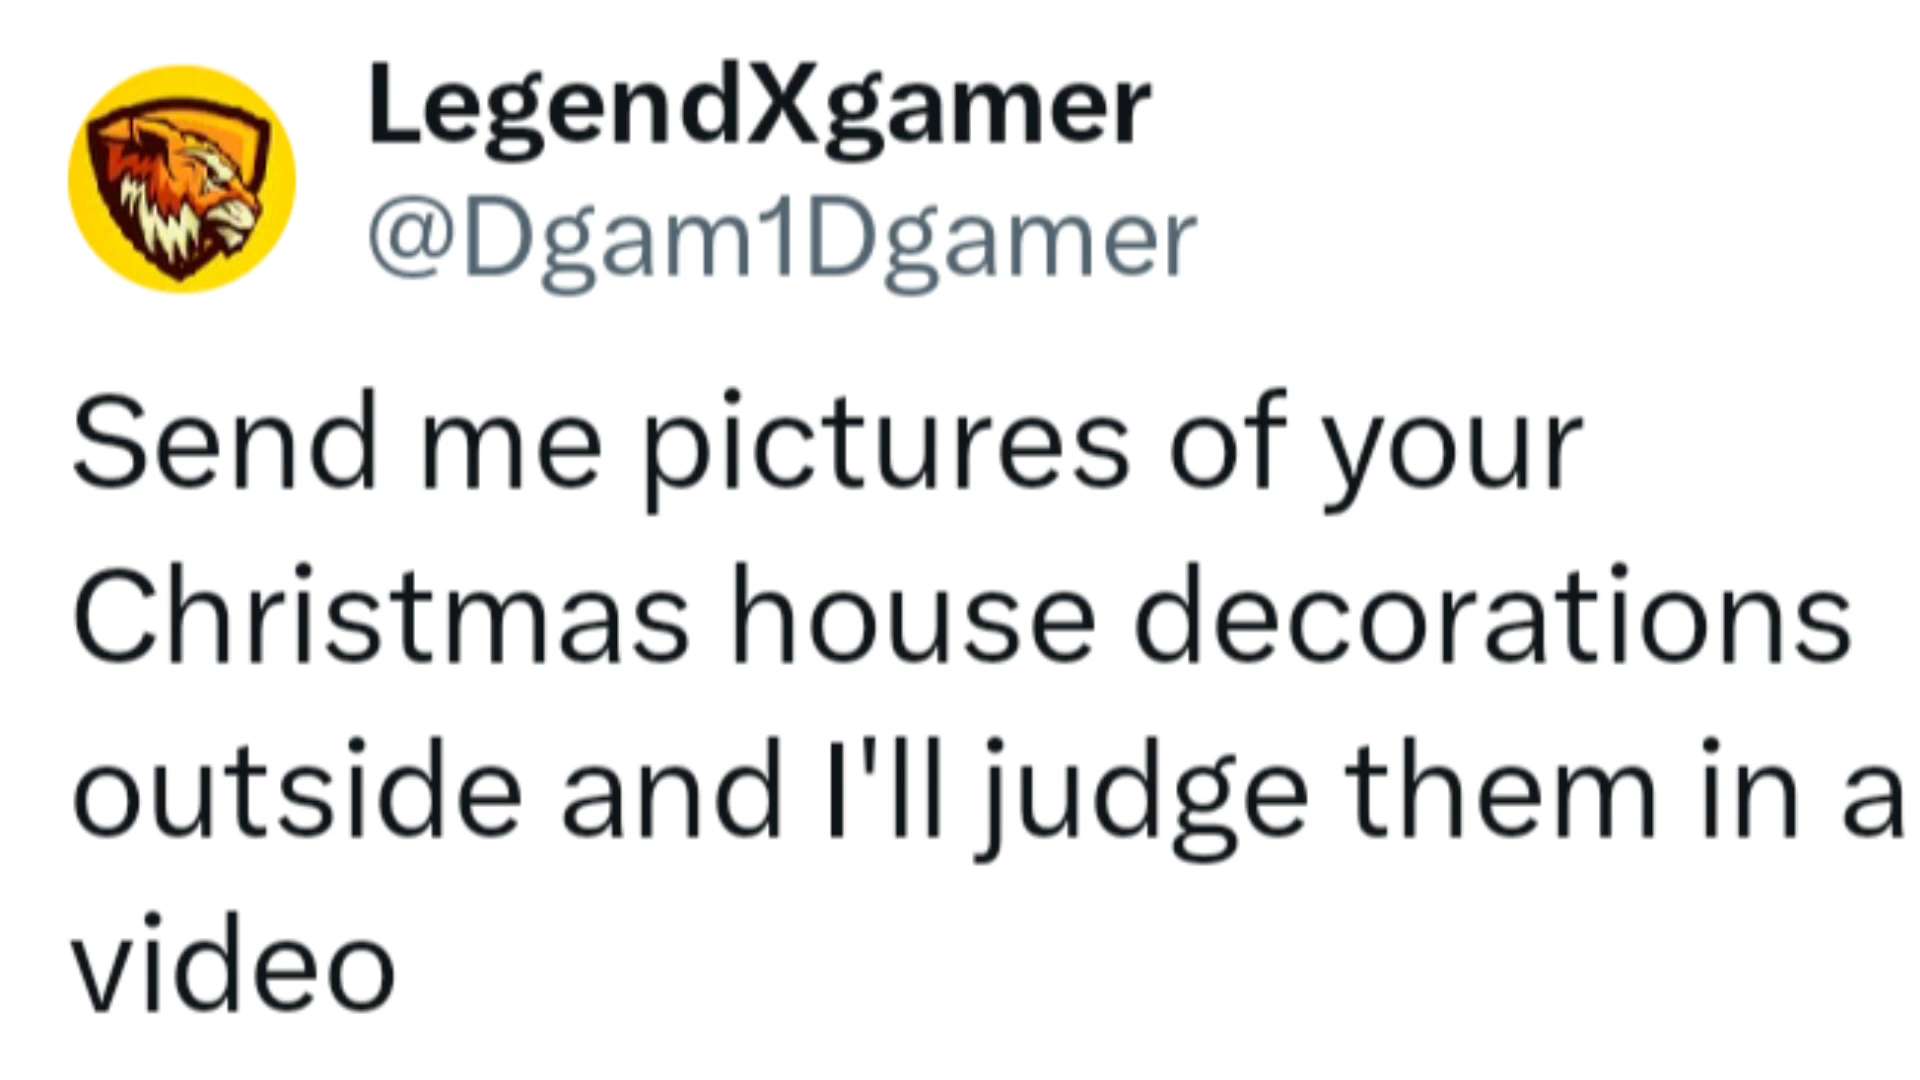 LegendXgamer
@Dgam1Dgamer
Send me pictures of your
Christmas house decorations
outside and I'll judge them in a
video